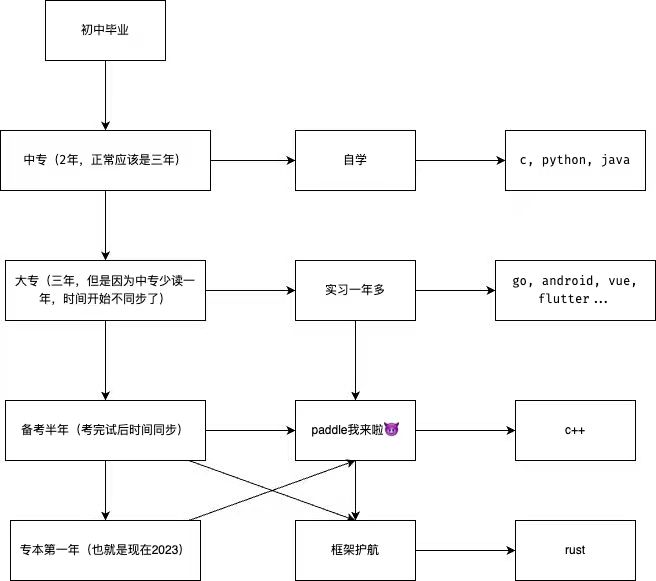 初中毕业
中专（2年，正常应该是三年）
自学
c, python, java
大专（三年，但是因为中专少读一
年，时间开始不同步了）
实习一年多
go, android, vue,
flutter...
备考半年（考完试后时间同步）
paddle我来啦😈
c++
专本第一年（也就是现在2023）
框架护航
rust